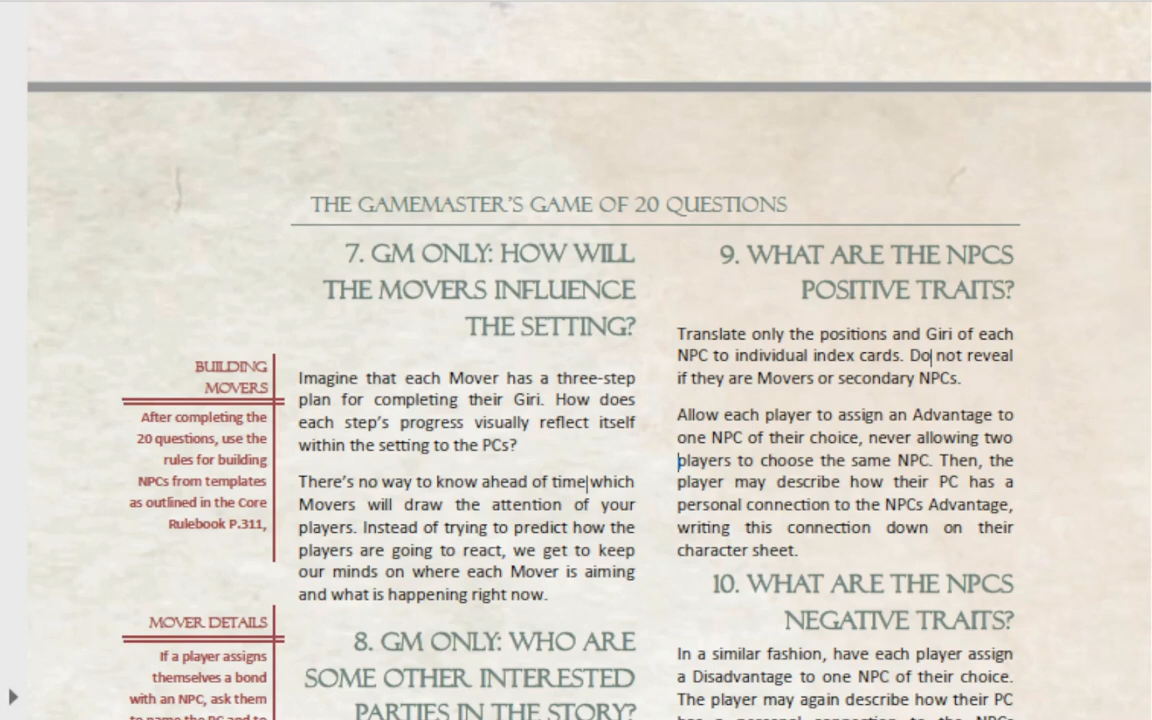 THE GAMEMASTER'S GAME OF 20 QUESTIONS
BUILDING
MOVERS
After completing the
20 questions, use the
rules for building
NPCs from templates
as outlined in the Core
Rulebook P.311,
MOVER DETAILS
If a player assigns
themselves a bond
with an NPC, ask them
to name the PC and to
7. GM ONLY: HOW WILL
THE MOVERS INFLUENCE
THE SETTING?
Imagine that each Mover has a three-step
plan for completing their Giri. How does
each step's progress visually reflect itself
within the setting to the PCs?
There's no way to know ahead of time which
Movers will draw the attention of your
players. Instead of trying to predict how the
players are going to react, we get to keep
our minds on where each Mover is aiming
and what is happening right now.
8. GM ONLY: WHO ARE
SOME OTHER INTERESTED
PARTIES IN THE STORY?
9. WHAT ARE THE NPCS
POSITIVE TRAITS?
Translate only the positions and Giri of each
NPC to individual index cards. Do not reveal
if they are Movers or secondary NPCs.
Allow each player to assign an Advantage to
one NPC of their choice, never allowing two
players to choose the same NPC. Then, the
player may describe how their PC has a
personal connection to the NPCs Advantage,
writing this connection down on their
character sheet.
10. WHAT ARE THE NPCS
NEGATIVE TRAITS?
In a similar fashion, have each player assign
a Disadvantage to one NPC of their choice.
The player may again describe how their PC
has a personal connection to the NPCs